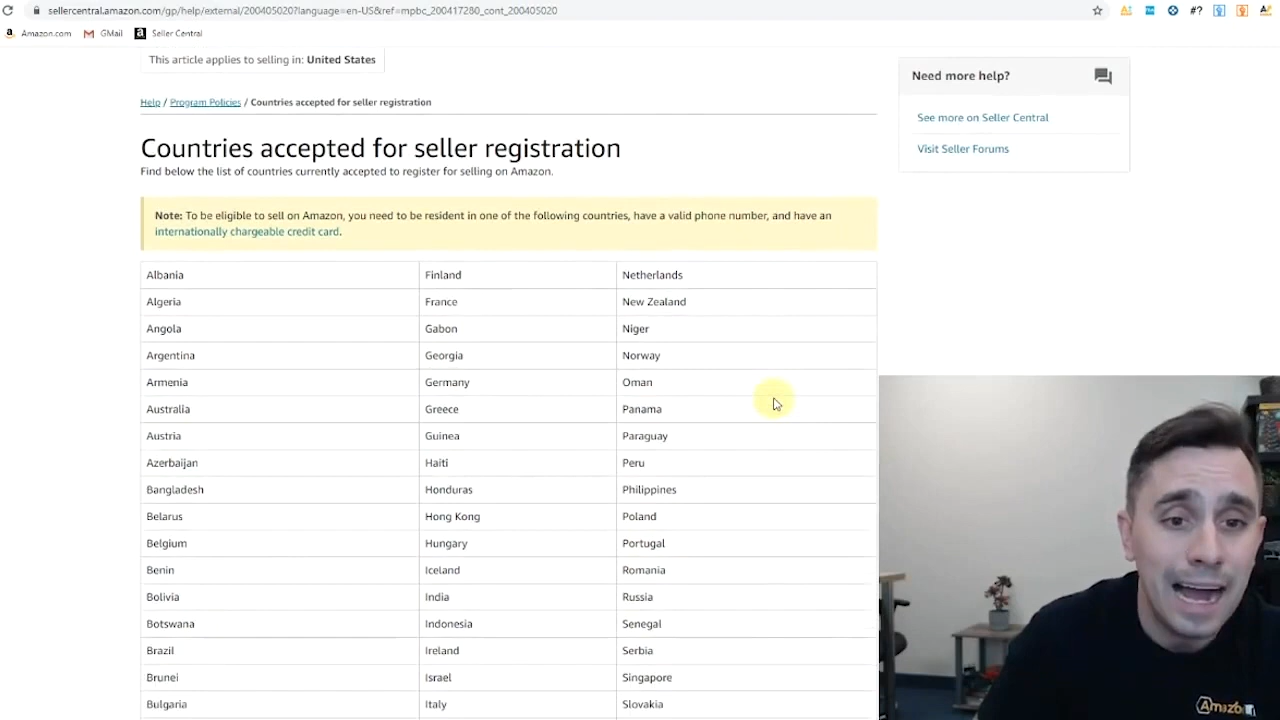 sellercentral.amazon.com/gp/help/external/200405020?language=en-US&ref=mpbc_200417280_cont_200405020
Amazon.com GMail Seller Central
This article applies to selling in: United States
Help / Program Policies / Countries accepted for seller registration
Countries accepted for seller registration
Find below the list of countries currently accepted to register for selling on Amazon.
Note: To be eligible to sell on Amazon, you need to be resident in one of the following countries, have a valid phone number, and have an
internationally chargeable credit card.
Need more help?
See more on Seller Central
Visit Seller Forums
Albania Finland Netherlands
Algeria France New Zealand
Angola Gabon Niger
Argentina Georgia Norway
Armenia Germany Oman
Australia Greece Panama
Austria Guinea Paraguay
Azerbaijan Haiti Peru
Bangladesh Honduras Philippines
Belarus Hong Kong Poland
Belgium Hungary Portugal
Benin Iceland Romania
Bolivia India Russia
Botswana Indonesia Senegal
Brazil Ireland Serbia
Brunei Israel Singapore
Bulgaria Italy Slovakia